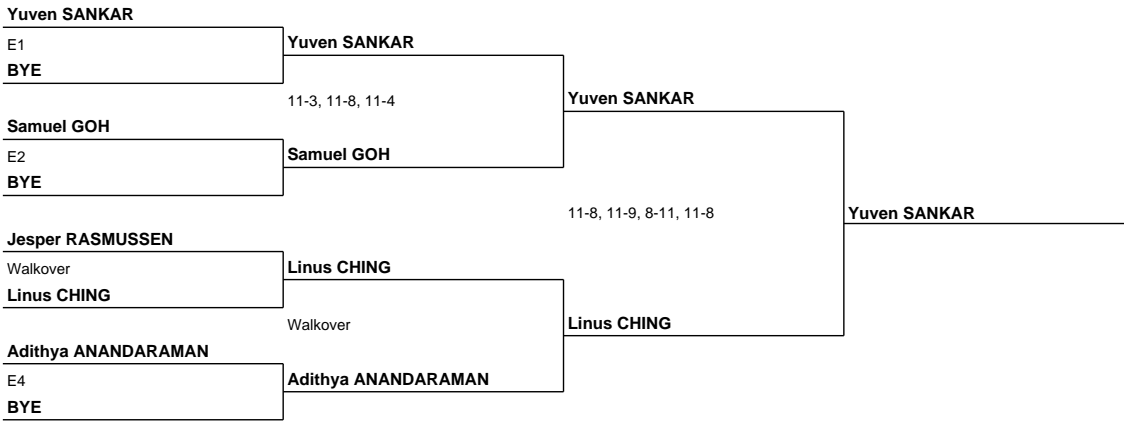 Yuven SANKAR
E1
BYE
Yuven SANKAR
11-3, 11-8, 11-4
Samuel GOH
E2
BYE
Samuel GOH
Yuven SANKAR
11-8, 11-9, 8-11, 11-8
Yuven SANKAR
Jesper RASMUSSEN
Walkover
Linus CHING
Linus CHING
Walkover
Linus CHING
Adithya ANANDARAMAN
E4
BYE
Adithya ANANDARAMAN